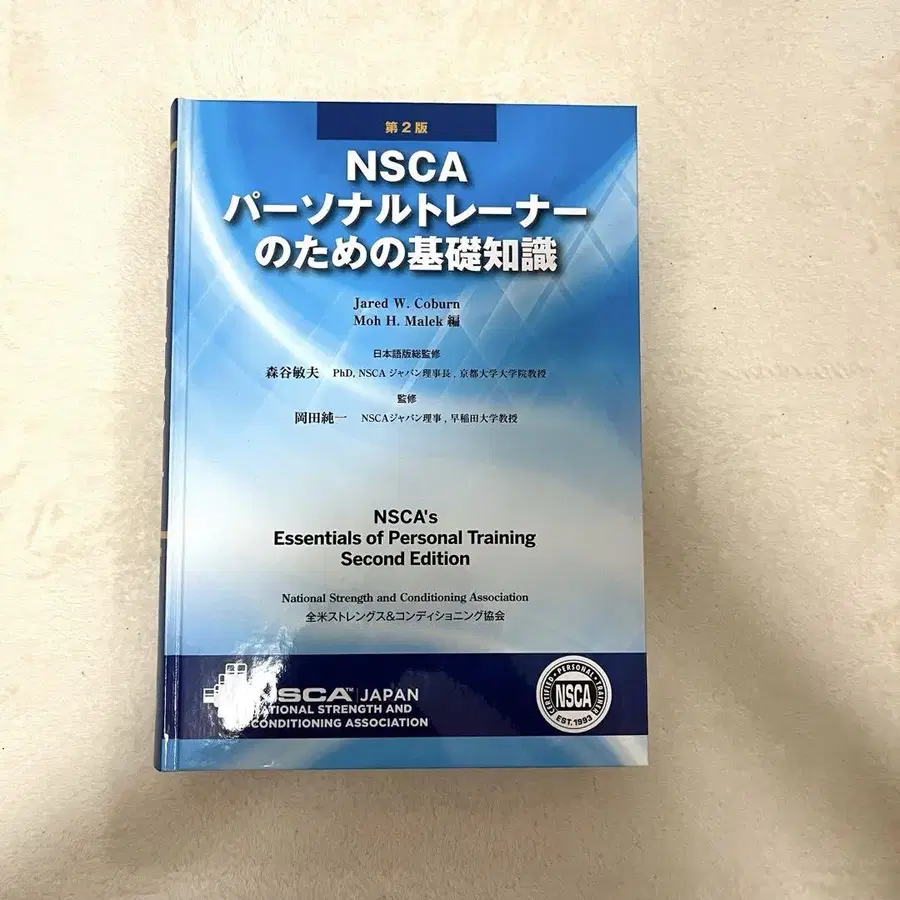 第2版
NSCA
パーソナルトレーナー
のための基礎知識
Jared W. Coburn
Moh H. Malek 編
日本語版総監修
森谷敏夫 PhD, NSCA ジャパン理事長, 京都大学大学院教授
監修
岡田純一 NSCAジャパン理事, 早稲田大学教授
NSCA's
Essentials of Personal Training
Second Edition
National Strength and Conditioning Association
全米ストレングス&コンディショニング協会
NSCA™ JAPAN
NATIONAL STRENGTH AND
CONDITIONING ASSOCIATION
CERTIFIED • PERSONAL • TRAINER
NSCA
EST. 1993